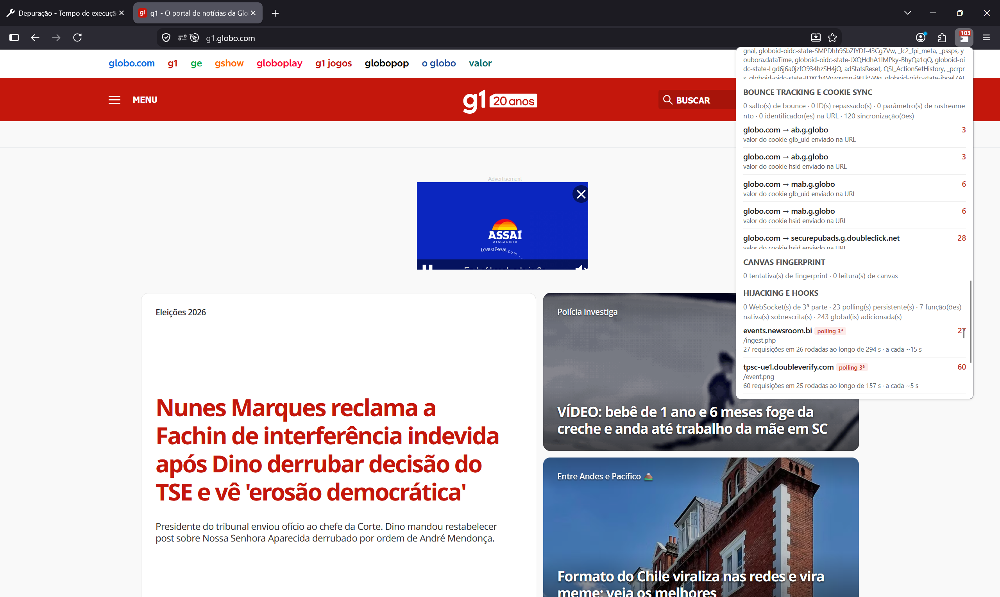 Depuração - Tempo de execuçã
g1 - O portal de notícias da Glo
g1.globo.com
103
globo.com g1 ge gshow globoplay g1 jogos globopop o globo valor
MENU
g1 20 anos
BUSCAR
Advertisement
ASSAÍ
ATACADISTA
Leve o Assaí com
End of break ads in
Eleições 2026
Nunes Marques reclama a
Fachin de interferência indevida
após Dino derrubar decisão do
TSE e vê 'erosão democrática'
Presidente do tribunal enviou ofício ao chefe da Corte. Dino mandou restabelecer
post sobre Nossa Senhora Aparecida derrubado por ordem de André Mendonça.
Polícia investiga
VÍDEO: bebê de 1 ano e 6 meses foge da
creche e anda até trabalho da mãe em SC
Entre Andes e Pacífico
Formato do Chile viraliza nas redes e vira
meme; veja os melhores
gnal, globoid-oidc-state-SMPDhh9SbZlYDf-43Cg7Vw, _lc2_fpi_meta, _pssps, y
oubora.dataTime, globoid-oidc-state-JXQHdhA1lMPky-BhyQa1qQ, globoid-oi
dc-state-Lgd6j6a0jzfO934hzSH4jQ, adStatsReset, QSI_ActionSetHistory, _pcrpr
BOUNCE TRACKING E COOKIE SYNC
0 salto(s) de bounce · 0 ID(s) repassado(s) · 0 parâmetro(s) de rastreame
nto · 0 identificador(es) na URL · 120 sincronização(ões)
globo.com → ab.g.globo 3
valor do cookie glb_uid enviado na URL
globo.com → ab.g.globo 3
valor do cookie hsid enviado na URL
globo.com → mab.g.globo 6
valor do cookie glb_uid enviado na URL
globo.com → mab.g.globo 6
valor do cookie hsid enviado na URL
globo.com → securepubads.g.doubleclick.net 28
valor do cookie hsid enviado na URL
CANVAS FINGERPRINT
0 tentativa(s) de fingerprint · 0 leitura(s) de canvas
HIJACKING E HOOKS
0 WebSocket(s) de 3ª parte · 23 polling(s) persistente(s) · 7 função(ões)
nativa(s) sobrescrita(s) · 243 global(is) adicionada(s)
events.newsroom.bi polling 3ª 27
/ingest.php
27 requisições em 26 rodadas ao longo de 294 s · a cada ~15 s
tpsc-ue1.doubleverify.com polling 3ª 60
/event.png
60 requisições em 25 rodadas ao longo de 157 s · a cada ~5 s